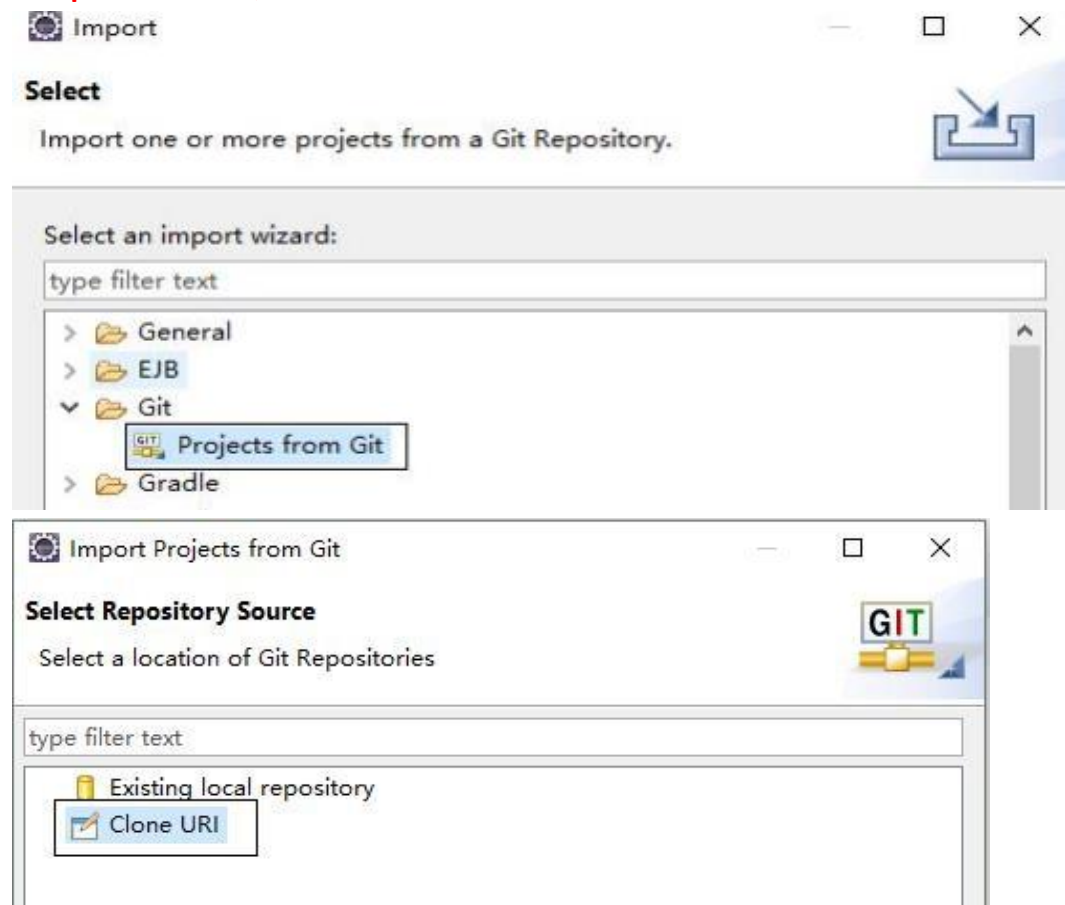 Import
Select
Import one or more projects from a Git Repository.
Select an import wizard:
type filter text
General
EJB
Git
GIT Projects from Git
Gradle
Import Projects from Git
Select Repository Source
Select a location of Git Repositories
GIT
type filter text
Existing local repository
Clone URI